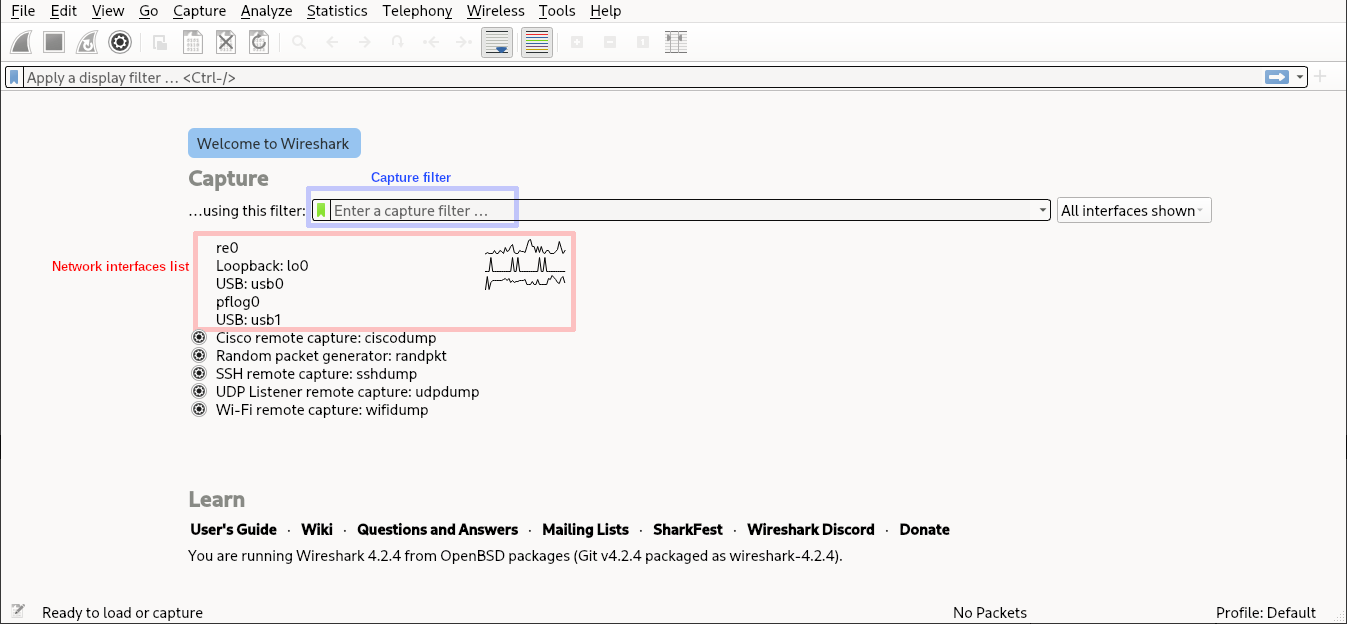 File Edit View Go Capture Analyze Statistics Telephony Wireless Tools Help
Apply a display filter … <Ctrl-/>
Welcome to Wireshark
Capture
Capture filter
…using this filter: Enter a capture filter … All interfaces shown
Network interfaces list
re0
Loopback: lo0
USB: usb0
pflog0
USB: usb1
Cisco remote capture: ciscodump
Random packet generator: randpkt
SSH remote capture: sshdump
UDP Listener remote capture: udpdump
Wi-Fi remote capture: wifidump
Learn
User's Guide · Wiki · Questions and Answers · Mailing Lists · SharkFest · Wireshark Discord · Donate
You are running Wireshark 4.2.4 from OpenBSD packages (Git v4.2.4 packaged as wireshark-4.2.4).
Ready to load or capture No Packets Profile: Default